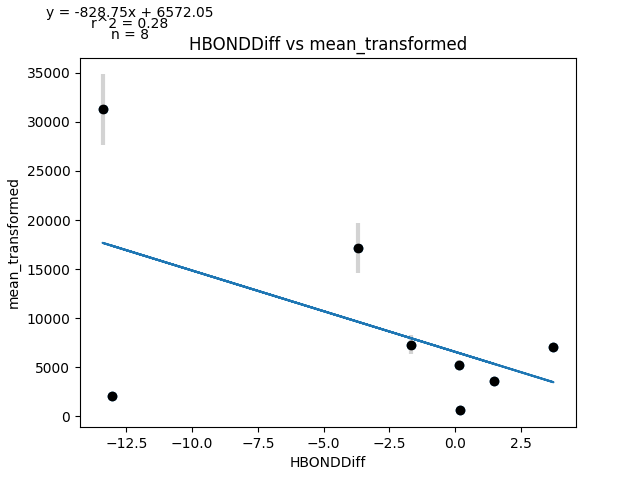 y = -828.75x + 6572.05
r^2 = 0.28
n = 8
HBONDDiff vs mean_transformed
35000
30000
25000
20000
15000
10000
5000
0
mean_transformed
−12.5
−10.0
−7.5
−5.0
−2.5
0.0
2.5
HBONDDiff